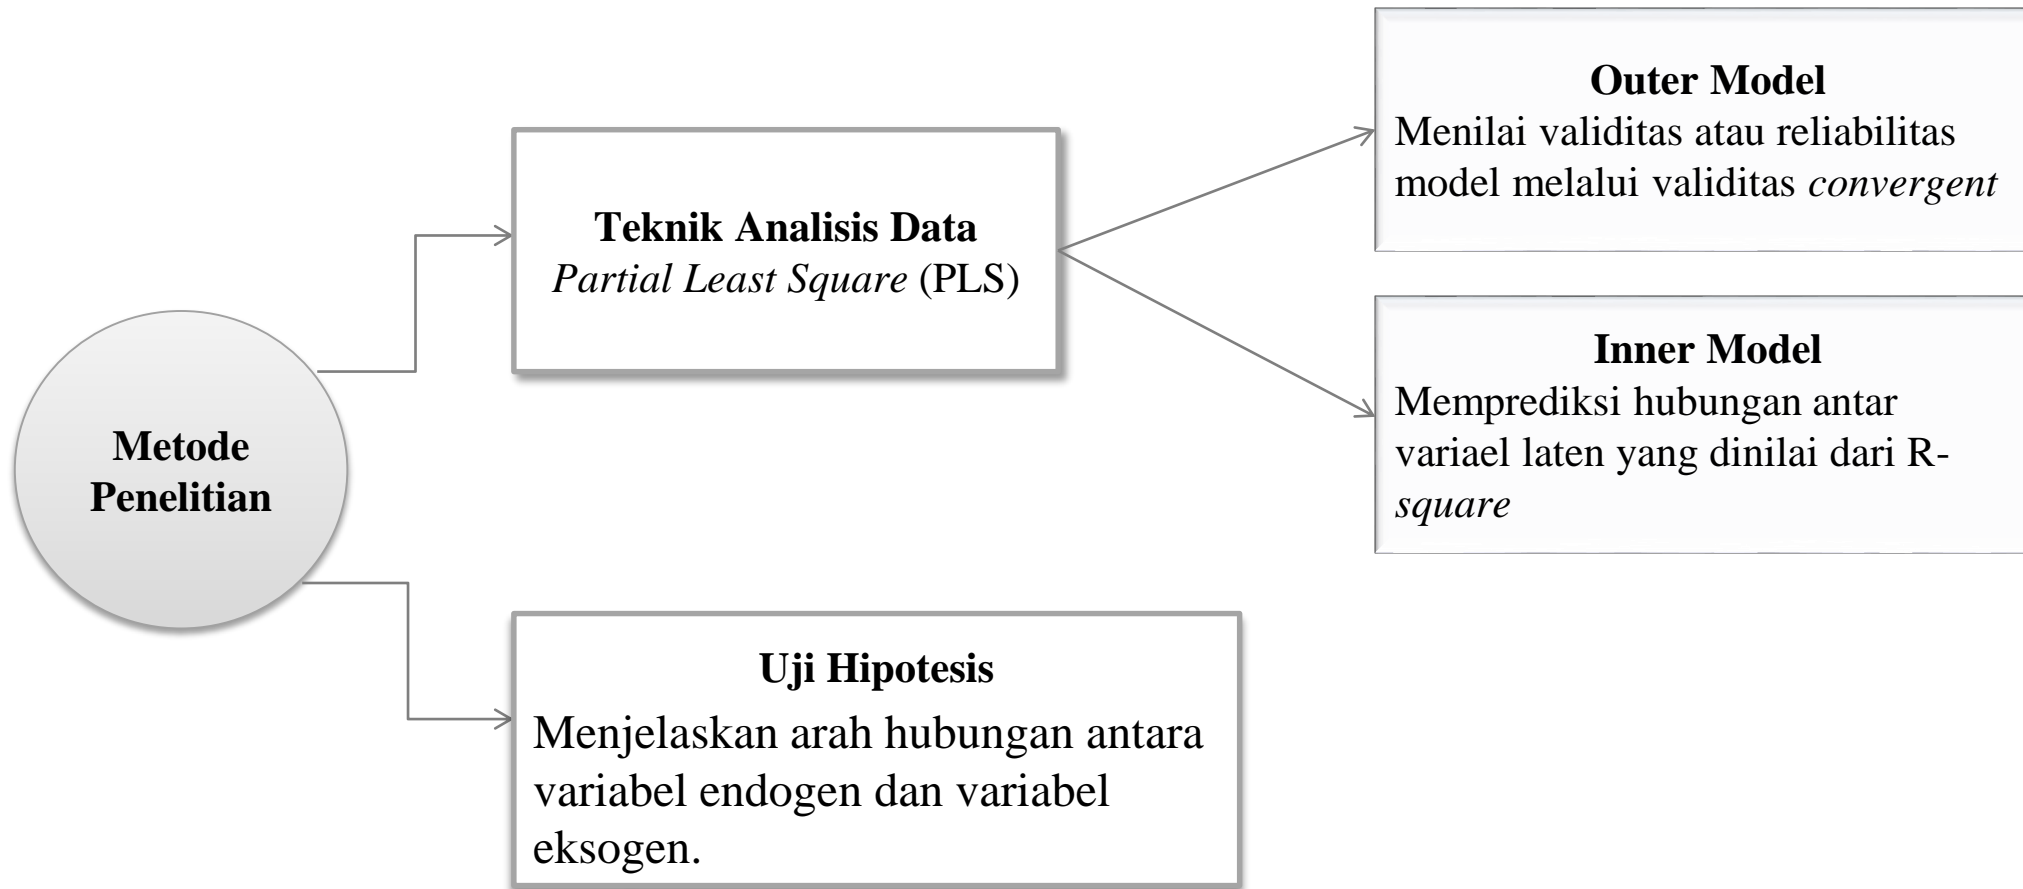 Metode
Penelitian
Teknik Analisis Data
Partial Least Square (PLS)
Outer Model
Menilai validitas atau reliabilitas
model melalui validitas convergent
Inner Model
Memprediksi hubungan antar
variael laten yang dinilai dari R-
square
Uji Hipotesis
Menjelaskan arah hubungan antara
variabel endogen dan variabel
eksogen.